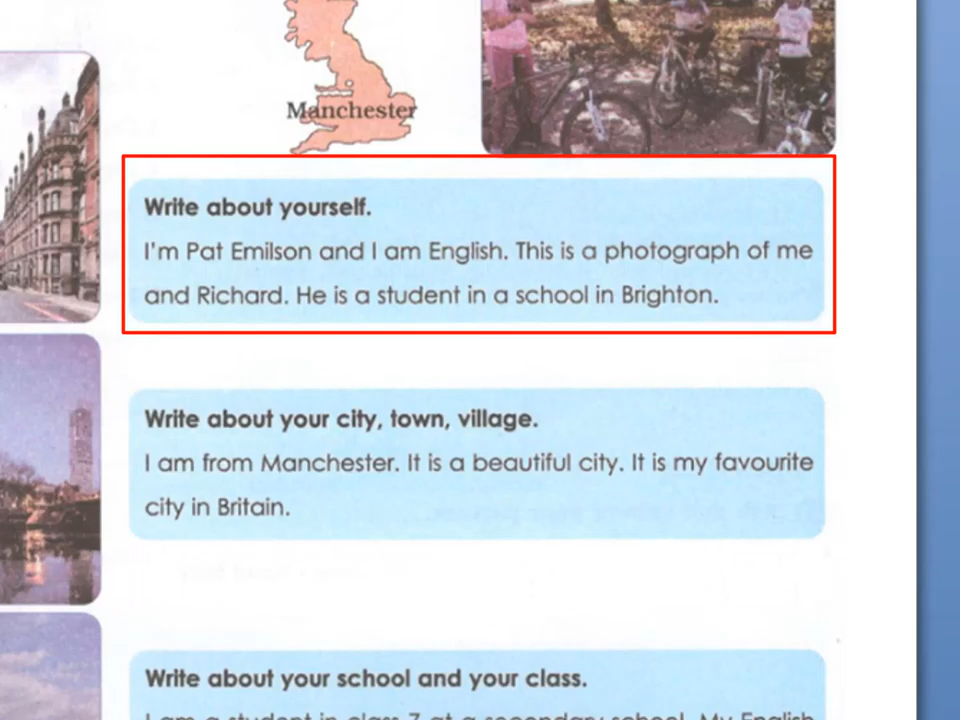 Manchester
Write about yourself.
I'm Pat Emilson and I am English. This is a photograph of me
and Richard. He is a student in a school in Brighton.
Write about your city, town, village.
I am from Manchester. It is a beautiful city. It is my favourite
city in Britain.
Write about your school and your class.
I am a student in class 7 at a secondary school. My English